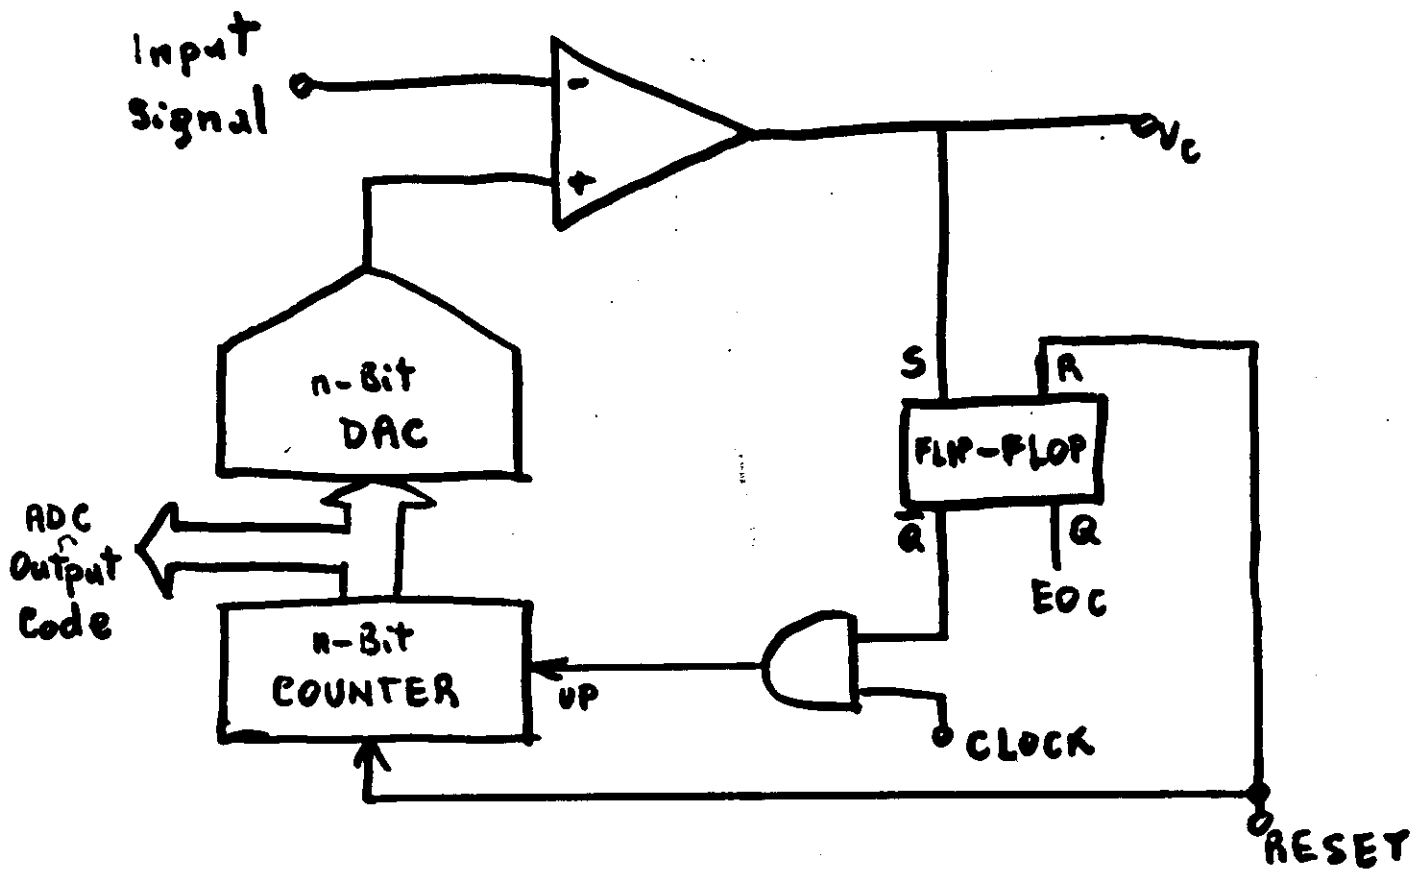 Input
Signal
-
+
Vc
n-Bit
DAC
S
R
FLIP-FLOP
Q̅
Q
EOC
ADC
Output
Code
n-Bit
COUNTER
UP
CLOCK
RESET